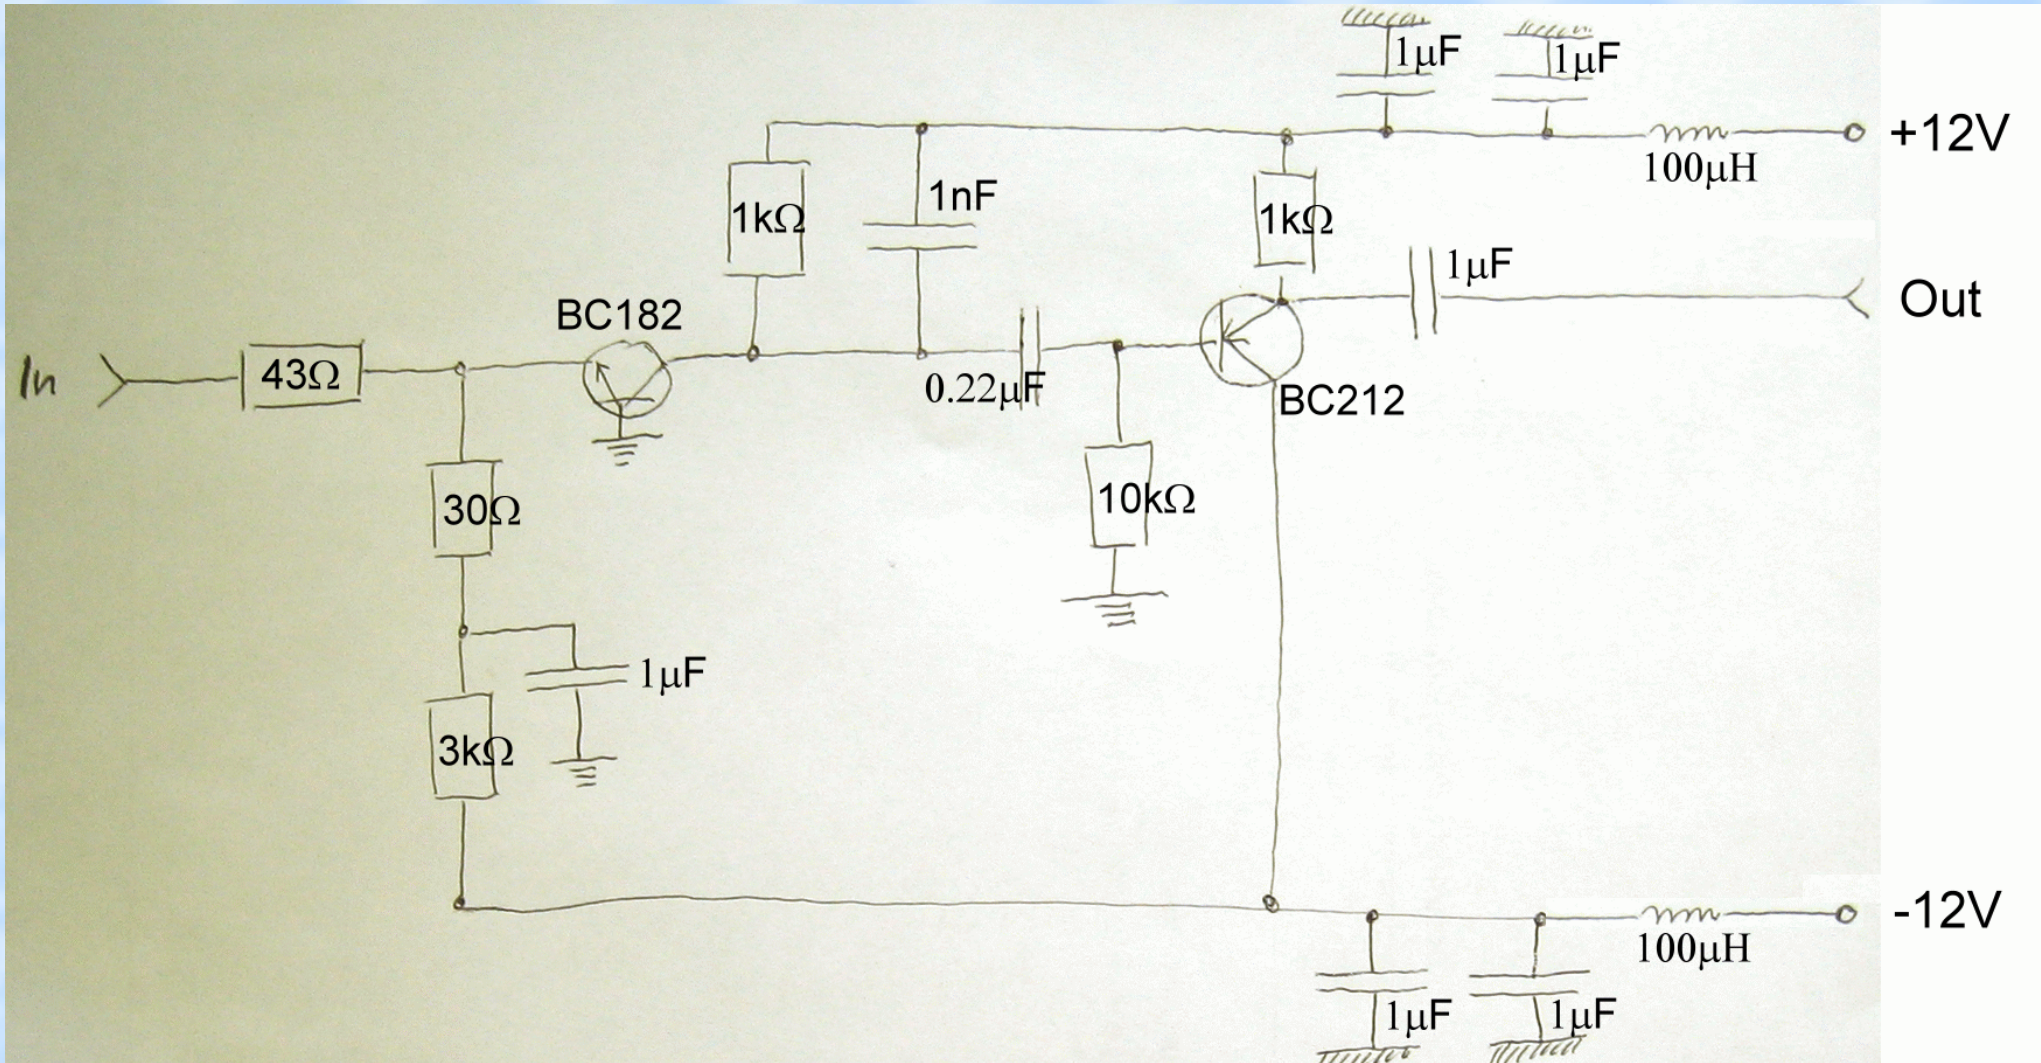 1μF
1μF
+12V
100μH
1nF
1kΩ
1kΩ
1μF
Out
BC182
In
43Ω
0.22μF
BC212
30Ω
10kΩ
1μF
3kΩ
-12V
100μH
1μF
1μF